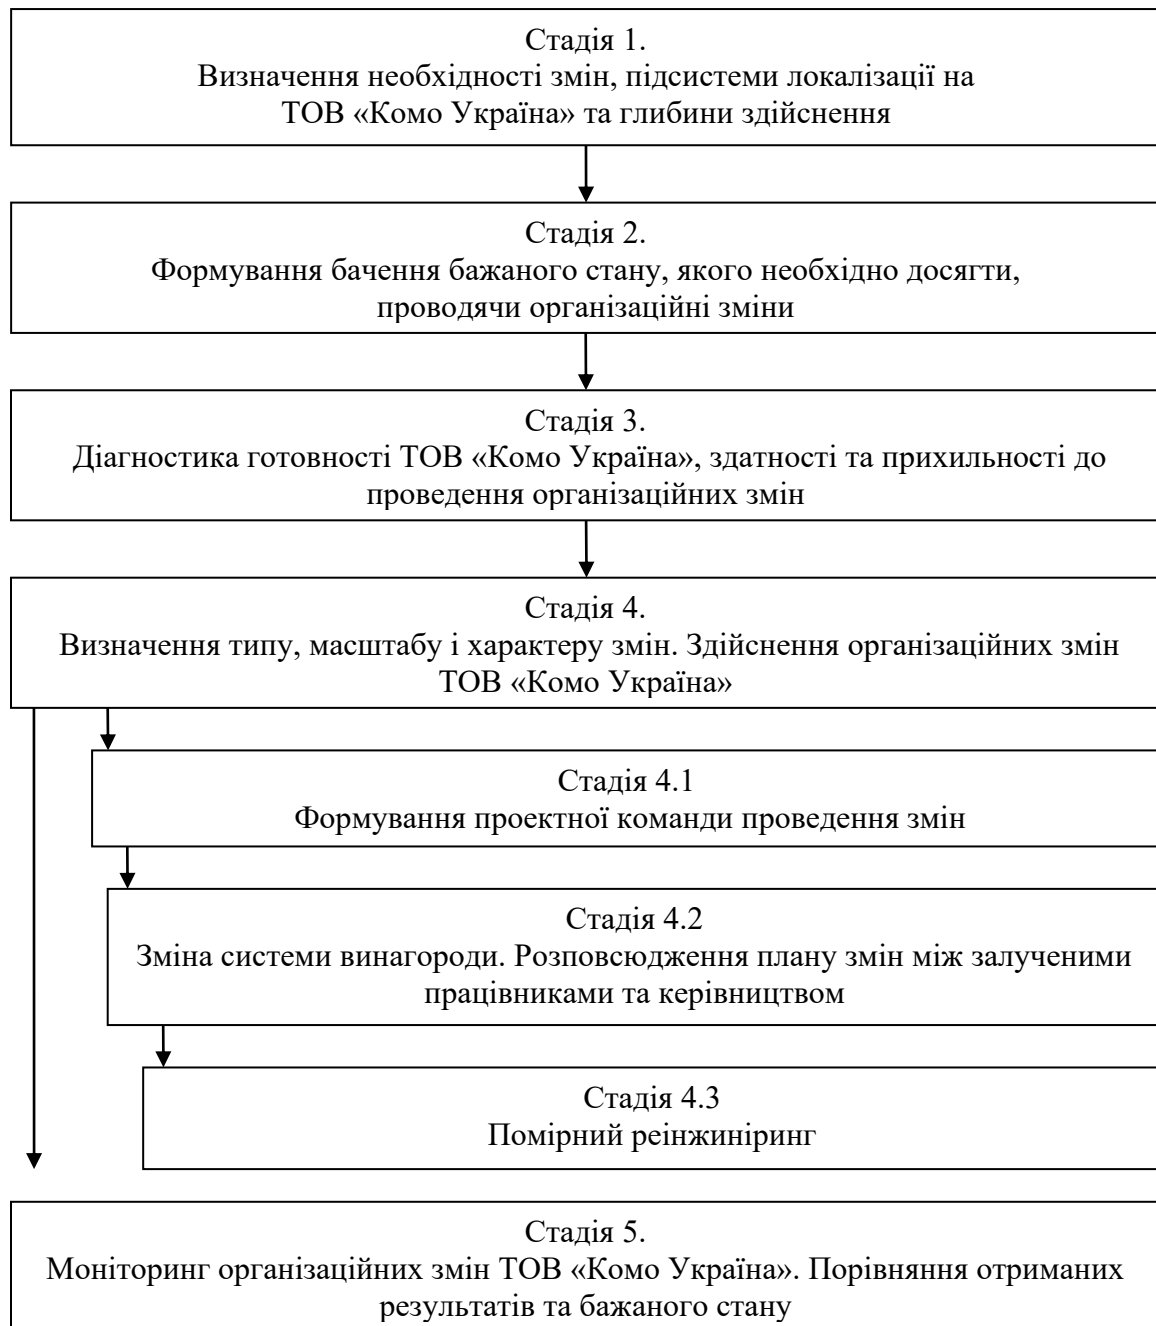 Стадія 1.
Визначення необхідності змін, підсистеми локалізації на
ТОВ «Комо Україна» та глибини здійснення
Стадія 2.
Формування бачення бажаного стану, якого необхідно досягти,
проводячи організаційні зміни
Стадія 3.
Діагностика готовності ТОВ «Комо Україна», здатності та прихильності до
проведення організаційних змін
Стадія 4.
Визначення типу, масштабу і характеру змін. Здійснення організаційних змін
ТОВ «Комо Україна»
Стадія 4.1
Формування проектної команди проведення змін
Стадія 4.2
Зміна системи винагороди. Розповсюдження плану змін між залученими
працівниками та керівництвом
Стадія 4.3
Помірний реінжиніринг
Стадія 5.
Моніторинг організаційних змін ТОВ «Комо Україна». Порівняння отриманих
результатів та бажаного стану